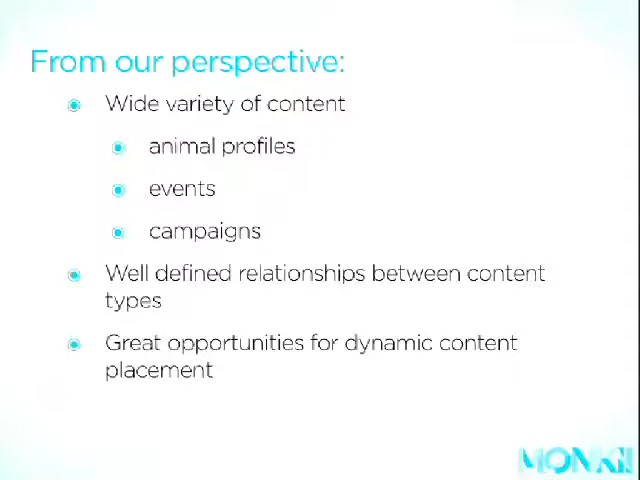 From our perspective:
Wide variety of content
animal profiles
events
campaigns
Well defined relationships between content
types
Great opportunities for dynamic content
placement